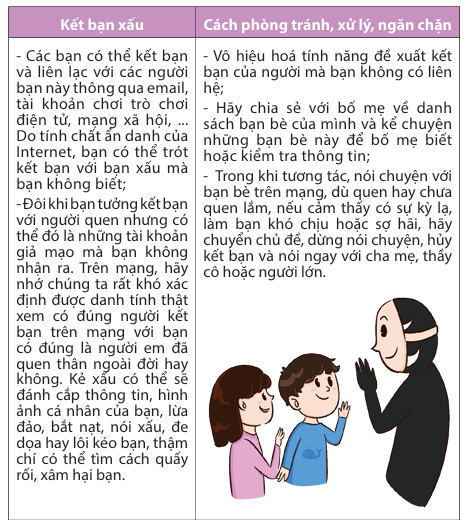 Kết bạn xấu
- Các bạn có thể kết bạn
và liên lạc với các người
bạn này thông qua email,
tài khoản chơi trò chơi
điện tử, mạng xã hội, ...
Do tính chất ẩn danh của
Internet, bạn có thể trót
kết bạn với bạn xấu mà
bạn không biết;
- Đôi khi bạn tưởng kết bạn
với người quen nhưng có
thể đó là những tài khoản
giả mạo mà bạn không
nhận ra. Trên mạng, hãy
nhớ chúng ta rất khó xác
định được danh tính thật
xem có đúng người kết
bạn trên mạng với bạn
có đúng là người em đã
quen thân ngoài đời hay
không. Kẻ xấu có thể sẽ
đánh cắp thông tin, hình
ảnh cá nhân của bạn, lừa
đảo, bắt nạt, nói xấu, đe
dọa hay lôi kéo bạn, thậm
chí có thể tìm cách quấy
rối, xâm hại bạn.
Cách phòng tránh, xử lý, ngăn chặn
- Vô hiệu hoá tính năng đề xuất kết
bạn của người mà bạn không có liên
hệ;
- Hãy chia sẻ với bố mẹ về danh
sách bạn bè của mình và kể chuyện
những bạn bè này để bố mẹ biết
hoặc kiểm tra thông tin;
- Trong khi tương tác, nói chuyện với
bạn bè trên mạng, dù quen hay chưa
quen lắm, nếu cảm thấy có sự kỳ lạ,
làm bạn khó chịu hoặc sợ hãi, hãy
chuyển chủ đề, dừng nói chuyện, hủy
kết bạn và nói ngay với cha mẹ, thầy
cô hoặc người lớn.